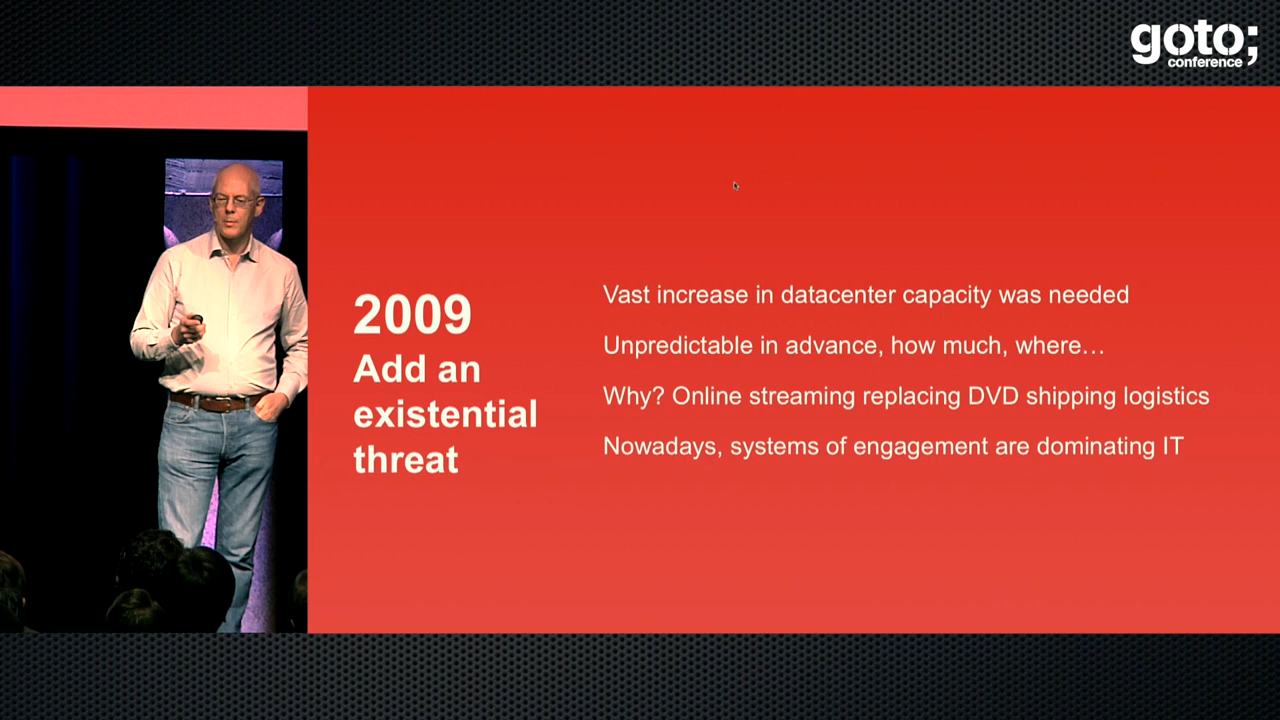 goto;
conference
2009
Add an
existential
threat
Vast increase in datacenter capacity was needed
Unpredictable in advance, how much, where…
Why? Online streaming replacing DVD shipping logistics
Nowadays, systems of engagement are dominating IT